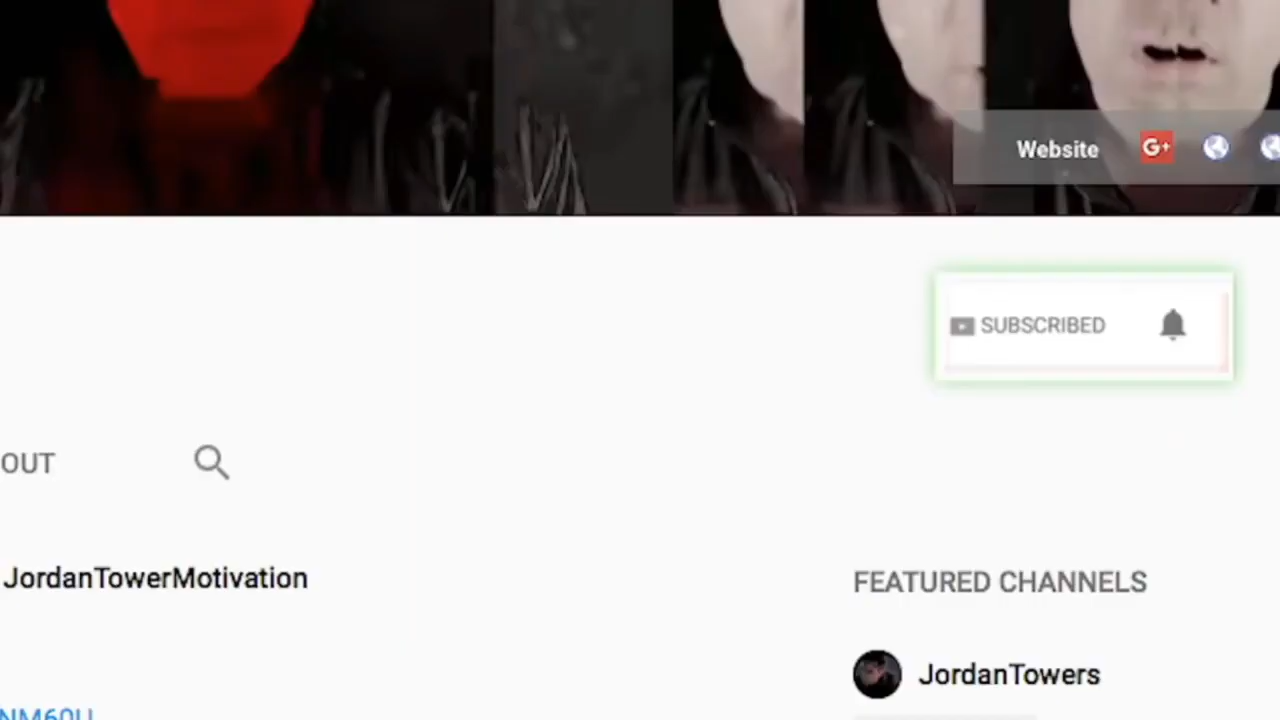 Website G+
SUBSCRIBED
OUT
JordanTowerMotivation
FEATURED CHANNELS
JordanTowers